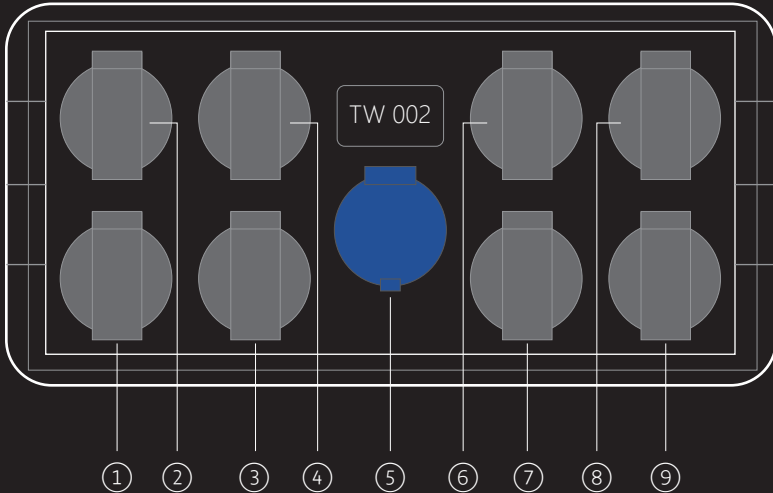 TW 002
① ② ③ ④ ⑤ ⑥ ⑦ ⑧ ⑨